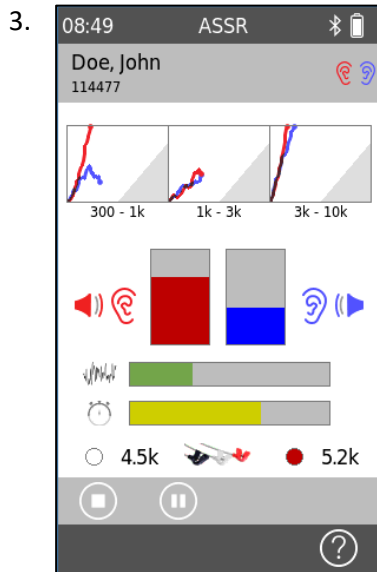 3.
08:49 ASSR
Doe, John
114477
300 - 1k 1k - 3k 3k - 10k
4.5k 5.2k
?